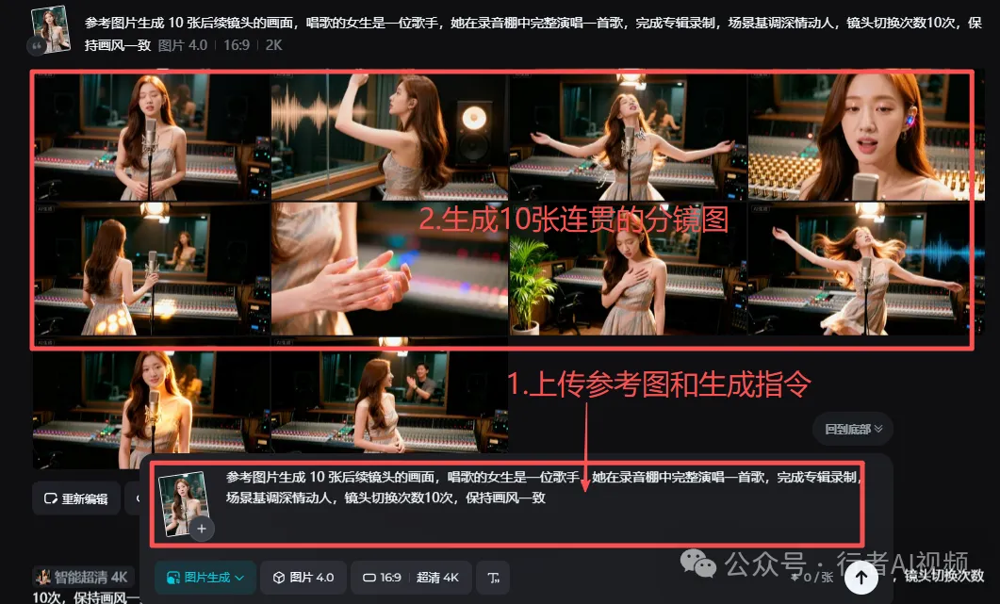 参考图片生成 10 张后续镜头的画面，唱歌的女生是一位歌手，她在录音棚中完整演唱一首歌，完成专辑录制，场景基调深情动人，镜头切换次数10次，保
持画风一致 图片 4.0 | 16:9 | 2K
2.生成10张连贯的分镜图
1.上传参考图和生成指令
回到底部
参考图片生成 10 张后续镜头的画面，唱歌的女生是一位歌手，她在录音棚中完整演唱一首歌，完成专辑录制，
场景基调深情动人，镜头切换次数10次，保持画风一致
重新编辑
智能超清 4K
图片生成
图片 4.0
16:9
超清 4K
公众号 · 行者AI视频
0 / 张
，镜头切换次数
10次，保持画风一